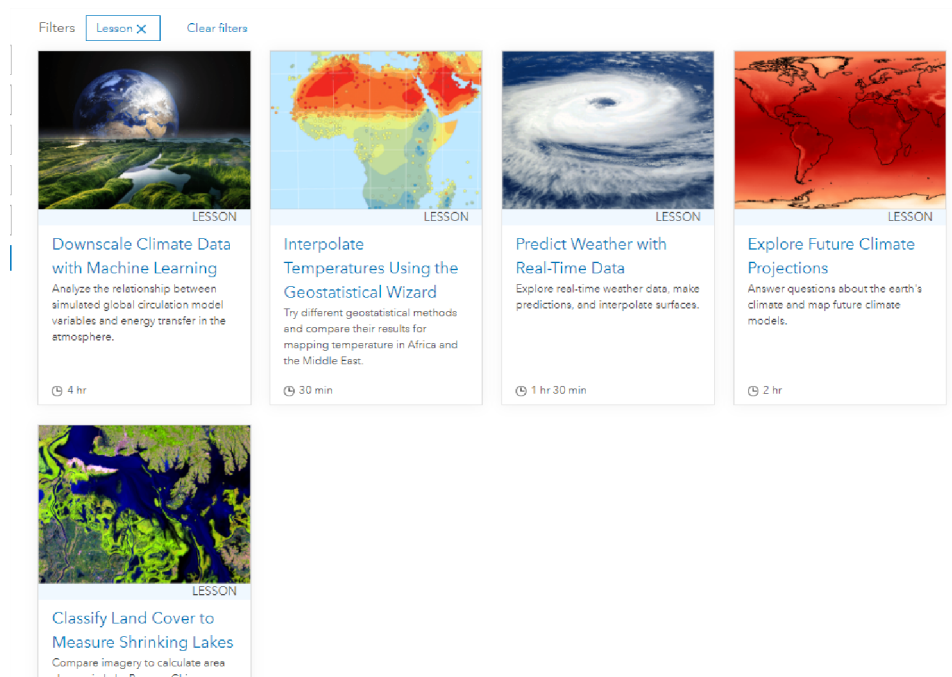 Filters Lesson X Clear filters
LESSON
Downscale Climate Data
with Machine Learning
Analyze the relationship between
simulated global circulation model
variables and energy transfer in the
atmosphere.
4 hr
LESSON
Interpolate
Temperatures Using the
Geostatistical Wizard
Try different geostatistical methods
and compare their results for
mapping temperature in Africa and
the Middle East.
30 min
LESSON
Predict Weather with
Real-Time Data
Explore real-time weather data, make
predictions, and interpolate surfaces.
1 hr 30 min
LESSON
Explore Future Climate
Projections
Answer questions about the earth's
climate and map future climate
models.
2 hr
LESSON
Classify Land Cover to
Measure Shrinking Lakes
Compare imagery to calculate area